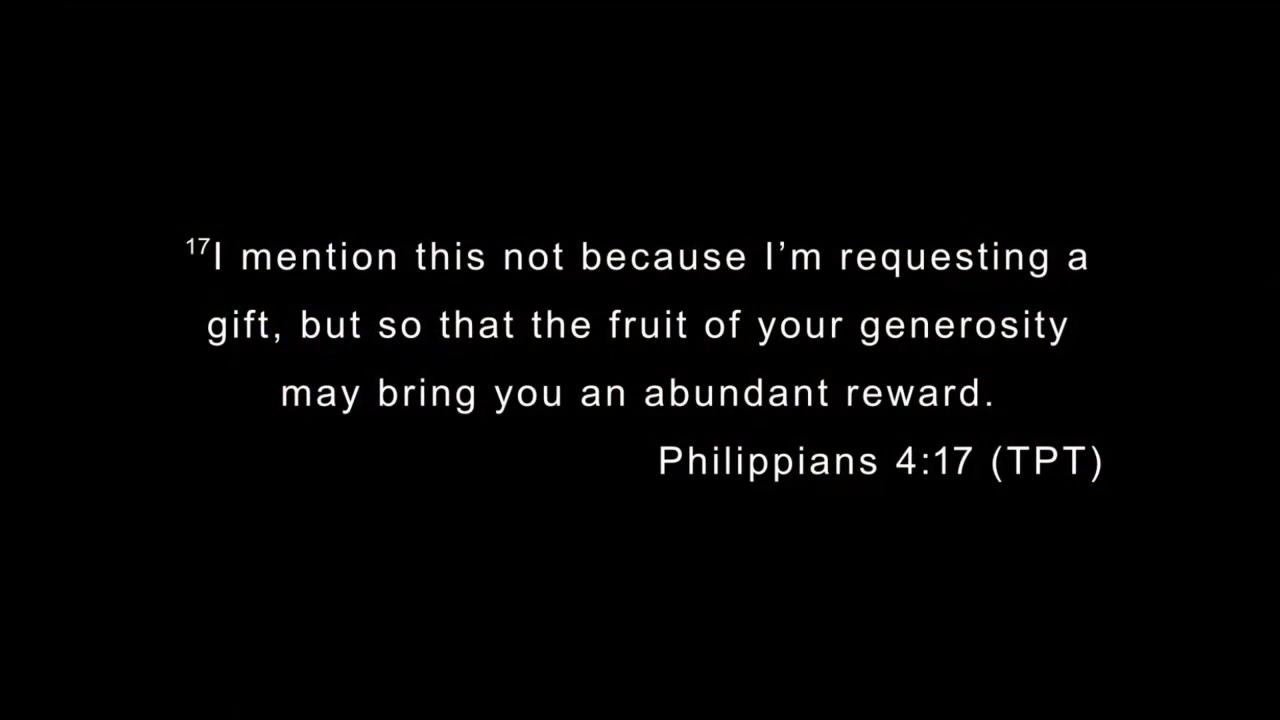 ¹⁷I mention this not because I’m requesting a
gift, but so that the fruit of your generosity
may bring you an abundant reward.
Philippians 4:17 (TPT)